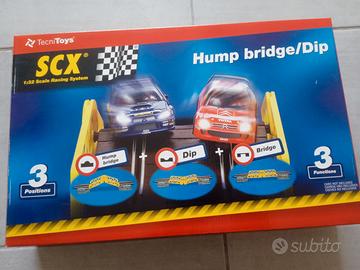 TecniToys®
SCX®
1:32 Scale Racing System
Hump bridge/Dip
3
Positions
Hump
bridge
+
Dip
+
Bridge
3
Functions
subito